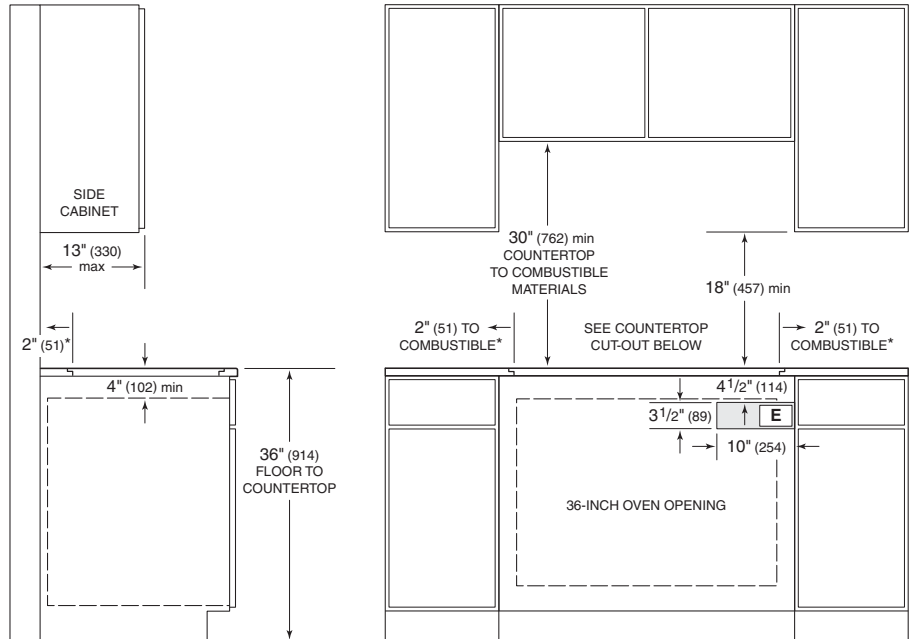 SIDE
CABINET
13" (330)
max
2" (51)*
4" (102) min
36" (914)
FLOOR TO
COUNTERTOP
30" (762) min
COUNTERTOP
TO COMBUSTIBLE
MATERIALS
18" (457) min
2" (51) TO
COMBUSTIBLE*
SEE COUNTERTOP
CUT-OUT BELOW
2" (51) TO
COMBUSTIBLE*
4 1/2" (114)
3 1/2" (89)
E
10" (254)
36-INCH OVEN OPENING